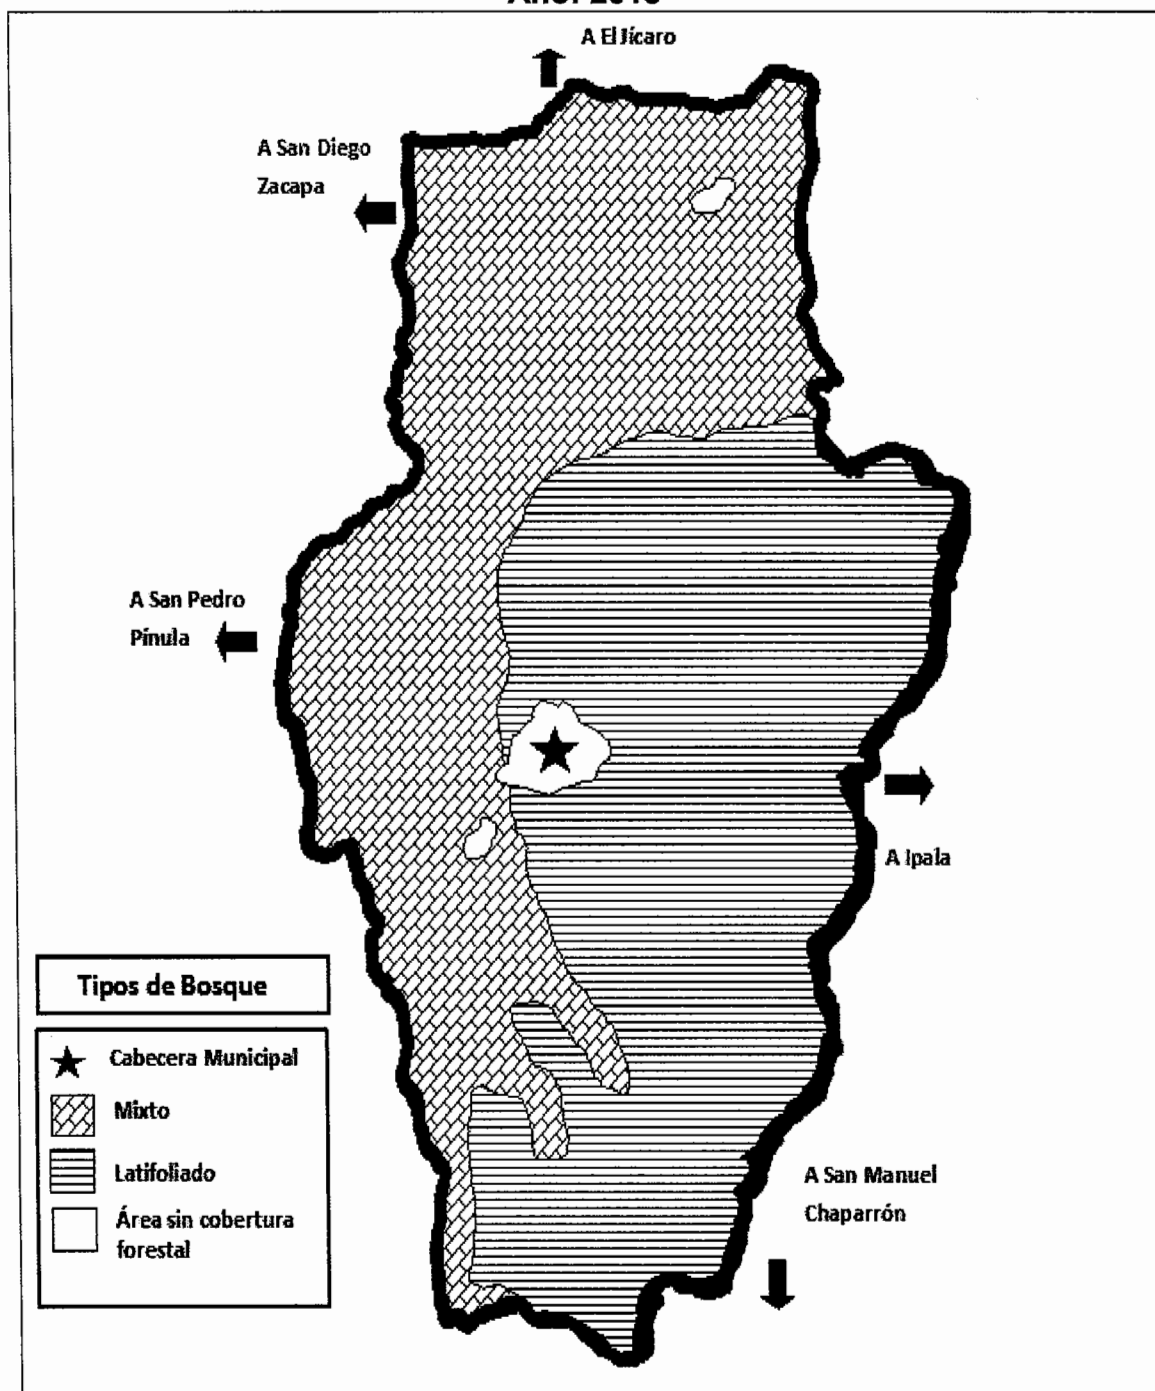 A El Jícaro
A San Diego
Zacapa
A San Pedro
Pínula
A Ipala
Tipos de Bosque
Cabecera Municipal
Mixto
Latifoliado
Área sin cobertura
forestal
A San Manuel
Chaparrón